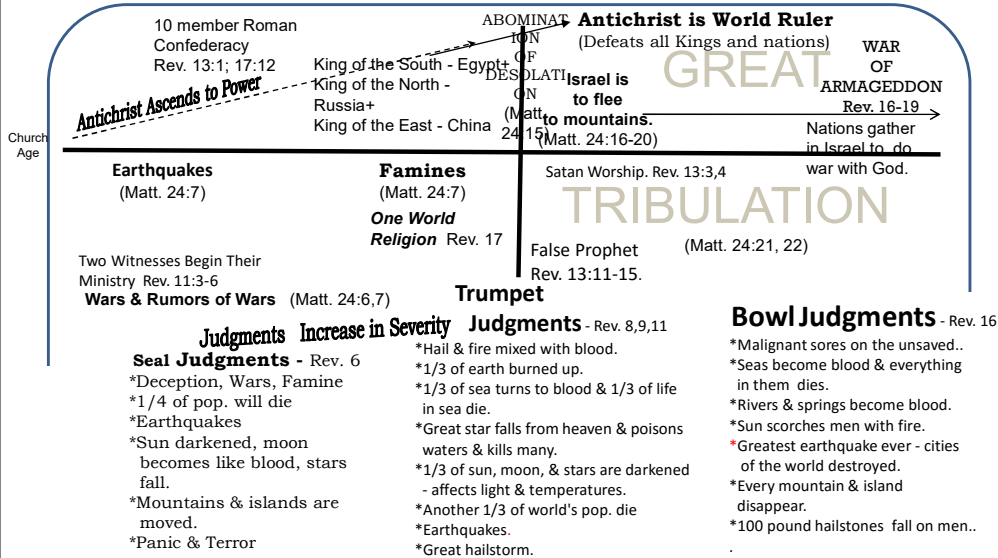 10 member Roman
Confederacy
Rev. 13:1; 17:12
Antichrist Ascends to Power
Church
Age
King of the South - Egypt+
King of the North -
Russia+
King of the East - China
ABOMINAT
ION
OF
DESOLATI
ON
(Matt.
24:15)
Antichrist is World Ruler
(Defeats all Kings and nations)
GREAT
Israel is
to flee
to mountains.
(Matt. 24:16-20)
WAR
OF
ARMAGEDDON
Rev. 16-19
Nations gather
in Israel to do
war with God.
Earthquakes
(Matt. 24:7)
Famines
(Matt. 24:7)
One World
Religion Rev. 17
Satan Worship. Rev. 13:3,4
TRIBULATION
(Matt. 24:21, 22)
False Prophet
Rev. 13:11-15.
Two Witnesses Begin Their
Ministry Rev. 11:3-6
Wars & Rumors of Wars (Matt. 24:6,7)
Judgments Increase in Severity
Seal Judgments - Rev. 6
*Deception, Wars, Famine
*1/4 of pop. will die
*Earthquakes
*Sun darkened, moon
becomes like blood, stars
fall.
*Mountains & islands are
moved.
*Panic & Terror
Trumpet
Judgments - Rev. 8,9,11
*Hail & fire mixed with blood.
*1/3 of earth burned up.
*1/3 of sea turns to blood & 1/3 of life
in sea die.
*Great star falls from heaven & poisons
waters & kills many.
*1/3 of sun, moon, & stars are darkened
- affects light & temperatures.
*Another 1/3 of world's pop. die
*Earthquakes.
*Great hailstorm.
Bowl Judgments - Rev. 16
*Malignant sores on the unsaved..
*Seas become blood & everything
in them dies.
*Rivers & springs become blood.
*Sun scorches men with fire.
*Greatest earthquake ever - cities
of the world destroyed.
*Every mountain & island
disappear.
*100 pound hailstones fall on men..
.